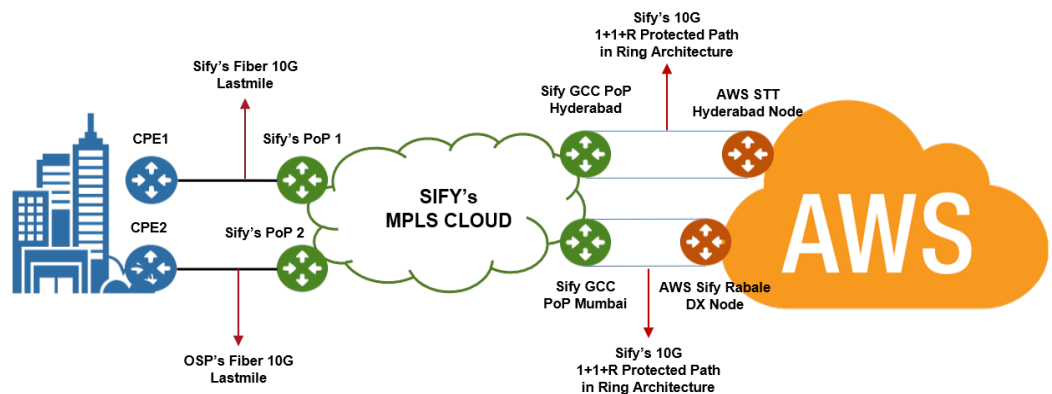 Sify's 10G
1+1+R Protected Path
in Ring Architecture
Sify's Fiber 10G
Lastmile
Sify GCC PoP
Hyderabad
AWS STT
Hyderabad Node
CPE1
Sify's PoP 1
SIFY's
MPLS CLOUD
AWS
CPE2
Sify's PoP 2
Sify GCC
PoP Mumbai
AWS Sify Rabale
DX Node
OSP's Fiber 10G
Lastmile
Sify's 10G
1+1+R Protected Path
in Ring Architecture